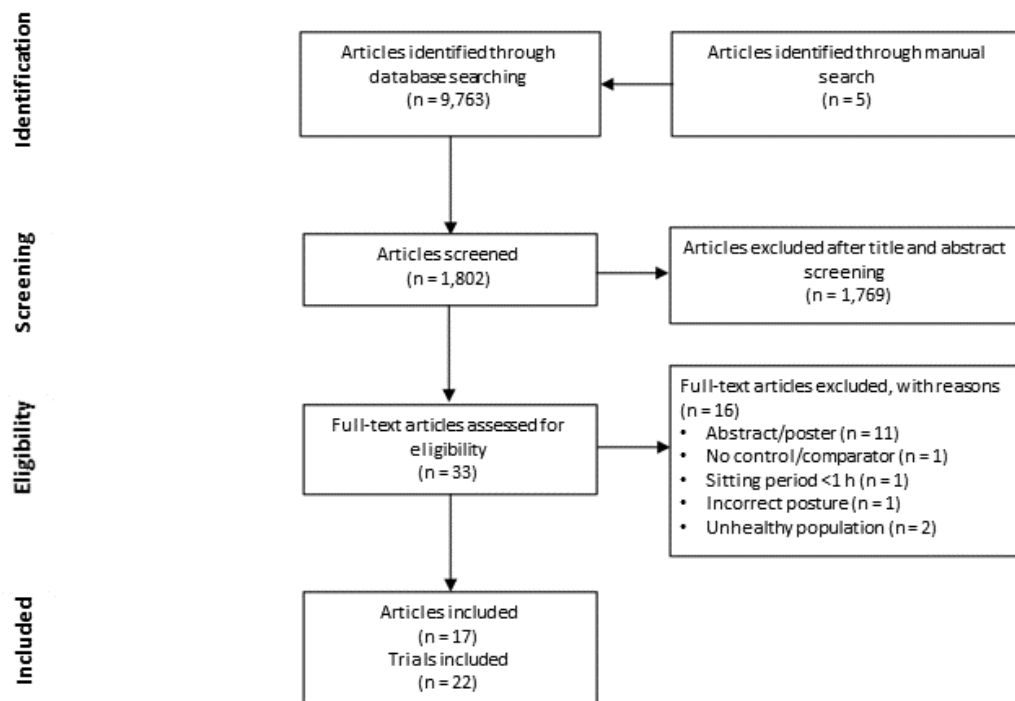 Identification
Articles identified through
database searching
(n = 9,763)
Articles identified through manual
search
(n = 5)
Screening
Articles screened
(n = 1,802)
Articles excluded after title and abstract
screening
(n = 1,769)
Eligibility
Full-text articles assessed for
eligibility
(n = 33)
Full-text articles excluded, with reasons
(n = 16)
• Abstract/poster (n = 11)
• No control/comparator (n = 1)
• Sitting period <1 h (n = 1)
• Incorrect posture (n = 1)
• Unhealthy population (n = 2)
Included
Articles included
(n = 17)
Trials included
(n = 22)